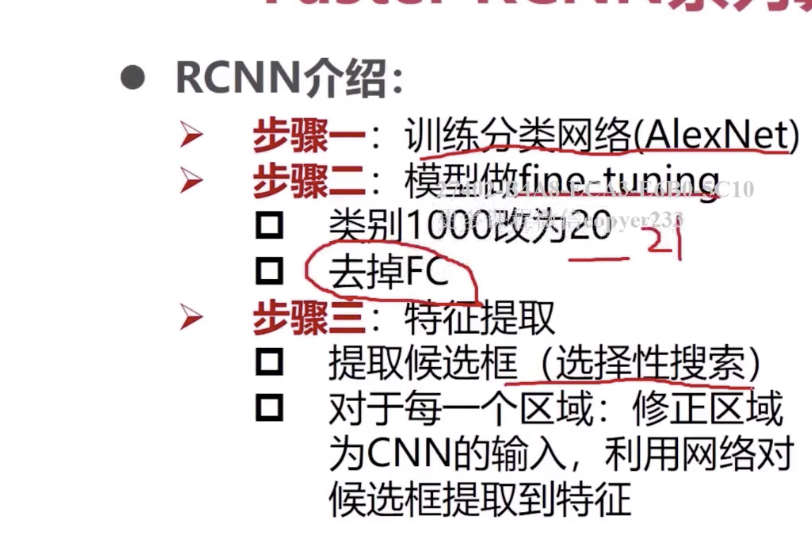 RCNN介绍：
步骤一：训练分类网络(AlexNet)
步骤二：模型做fine-tuning
类别1000改为20 21
去掉FC
步骤三：特征提取
提取候选框（选择性搜索）
对于每一个区域：修正区域
为CNN的输入，利用网络对
候选框提取到特征